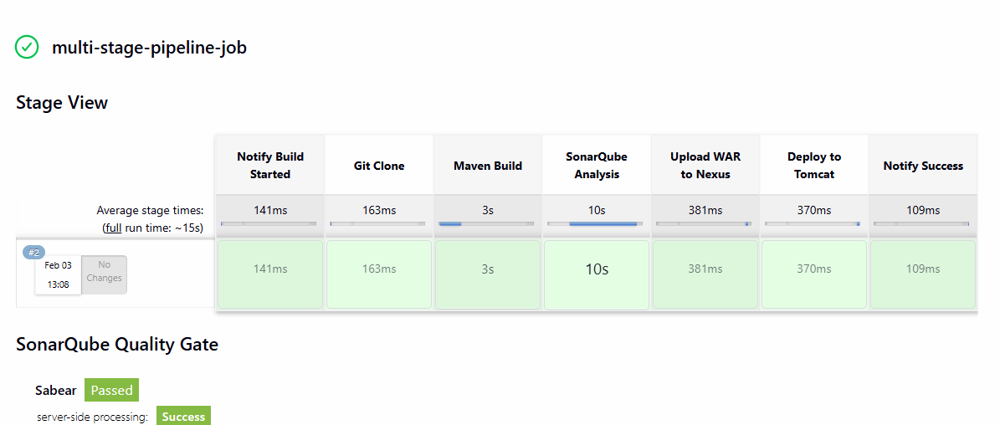 multi-stage-pipeline-job
Stage View
Notify Build
Started
Git Clone
Maven Build
SonarQube
Analysis
Upload WAR
to Nexus
Deploy to
Tomcat
Notify Success
Average stage times:
(full run time: ~15s)
141ms
163ms
3s
10s
381ms
370ms
109ms
#2
Feb 03
13:08
No
Changes
141ms
163ms
3s
10s
381ms
370ms
109ms
SonarQube Quality Gate
Sabear Passed
server-side processing: Success